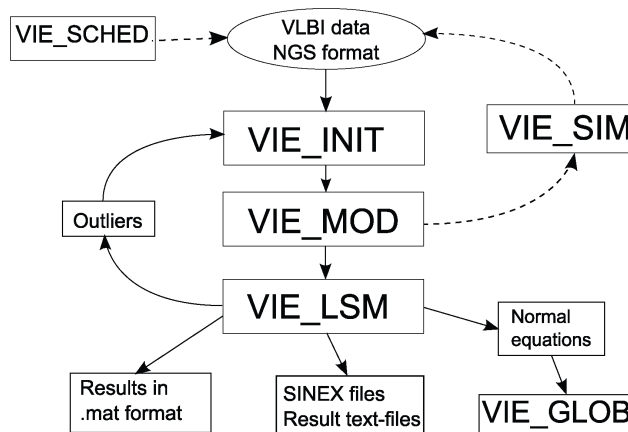 VIE_SCHED
VLBI data
NGS format
VIE_INIT
VIE_SIM
Outliers
VIE_MOD
VIE_LSM
Normal
equations
Results in
.mat format
SINEX files
Result text-files
VIE_GLOB